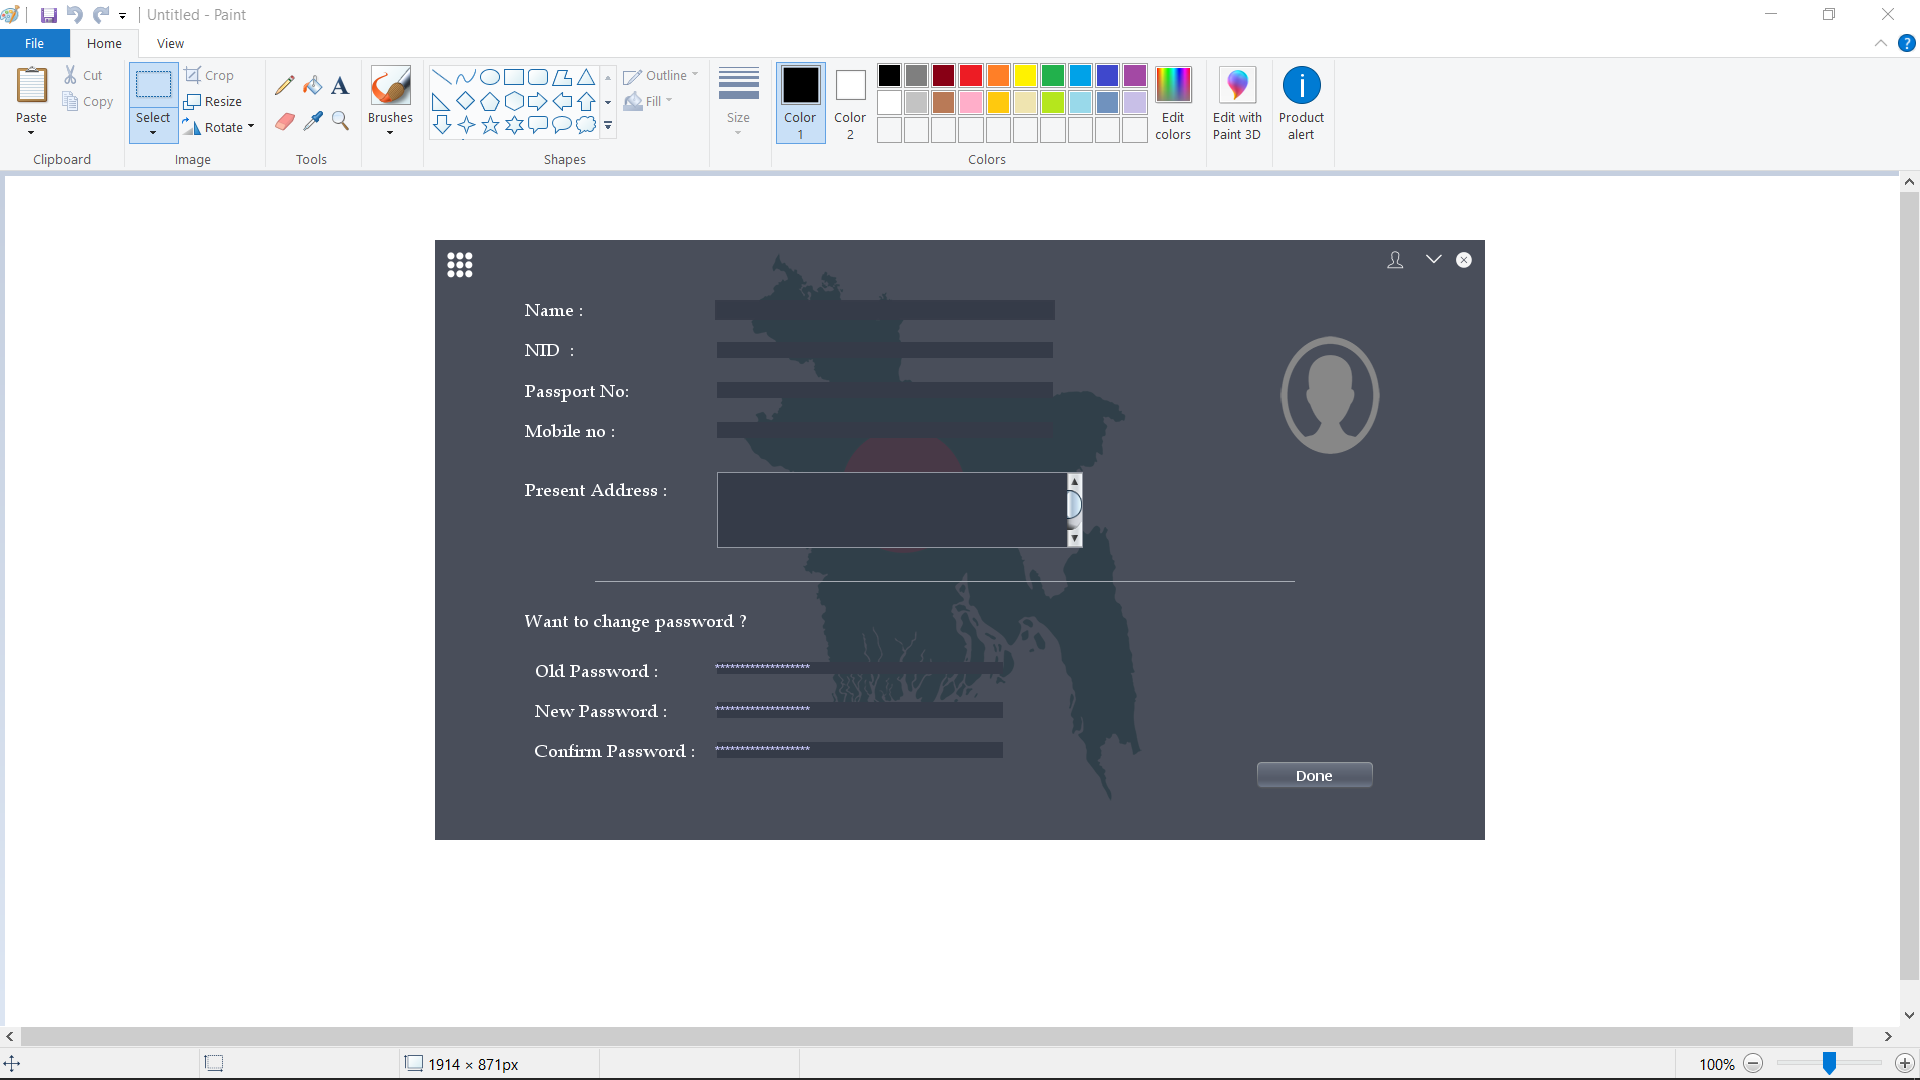 Untitled - Paint
File Home View
Paste
Cut
Copy
Clipboard
Select
Crop
Resize
Rotate
Image
A
Tools
Brushes
Outline
Fill
Shapes
Size
Color 1
Color 2
Edit colors
Colors
Edit with Paint 3D
Product alert
Name :
NID :
Passport No:
Mobile no :
Present Address :
Want to change password ?
Old Password : *******************
New Password : *******************
Confirm Password : *******************
Done
1914 × 871px
100%